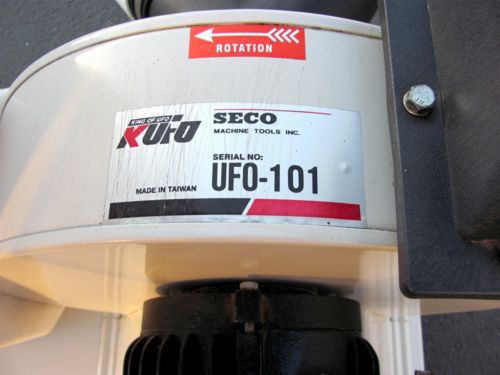 ROTATION
KING OF UFO
KUFO
SECO
MACHINE TOOLS INC.
SERIAL NO:
UFO-101
MADE IN TAIWAN